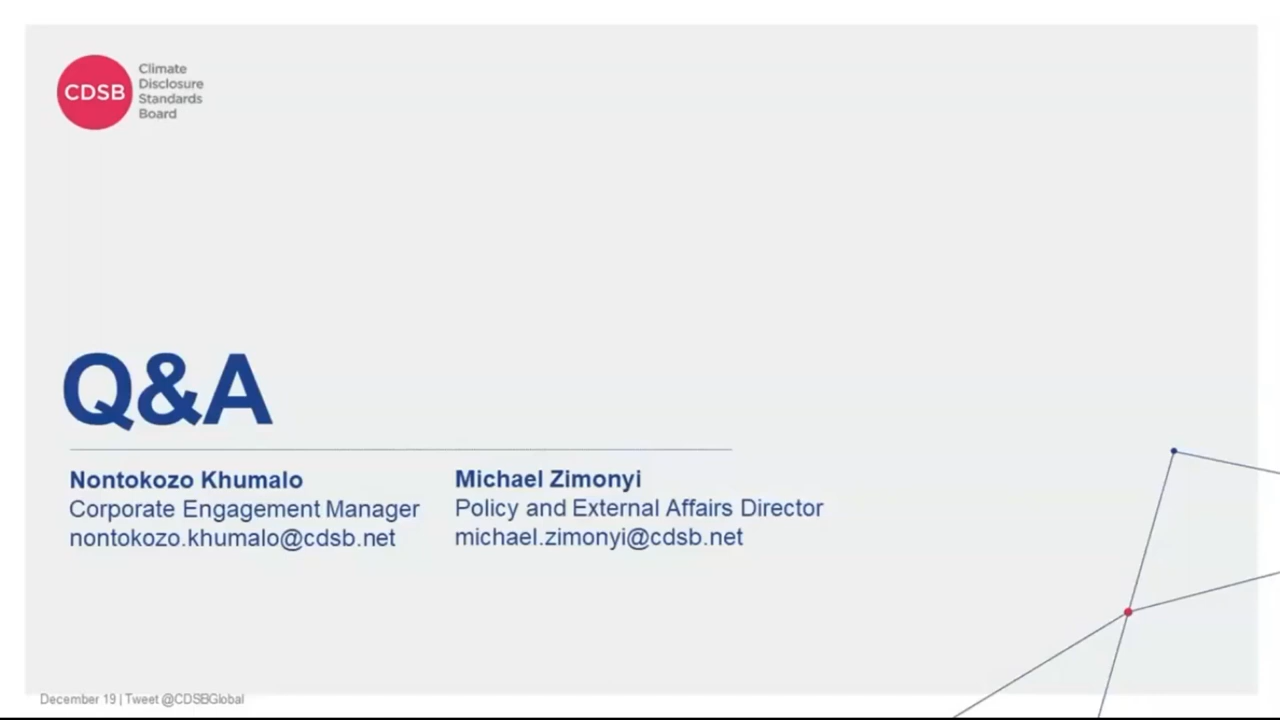 CDSB
Climate
Disclosure
Standards
Board
Q&A
Nontokozo Khumalo
Corporate Engagement Manager
nontokozo.khumalo@cdsb.net
Michael Zimonyi
Policy and External Affairs Director
michael.zimonyi@cdsb.net
December 19 | Tweet @CDSBGlobal